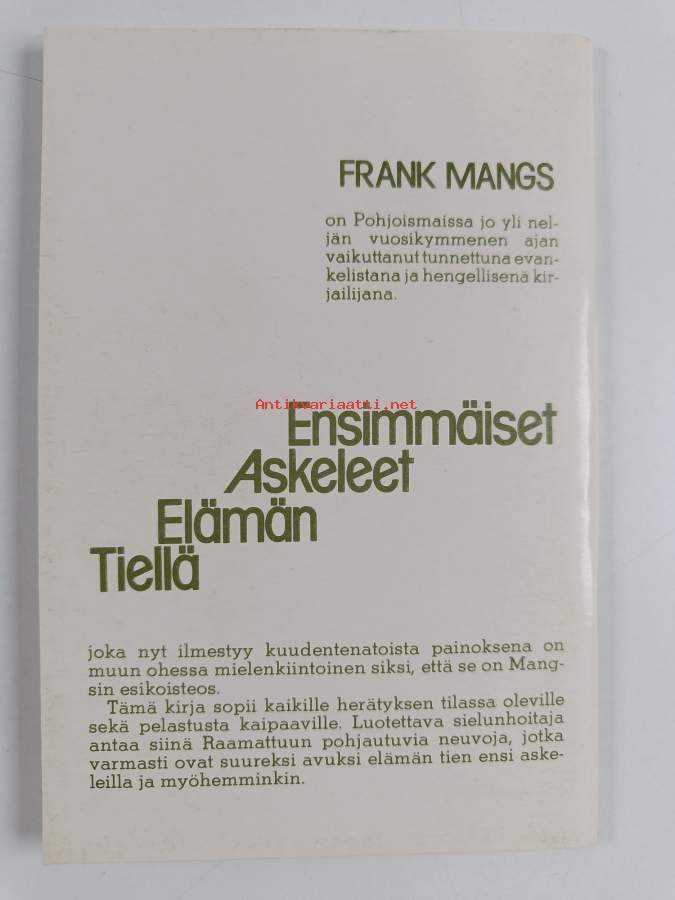 FRANK MANGS
on Pohjoismaissa jo yli nel-
jän vuosikymmenen ajan
vaikuttanut tunnettuna evan-
kelistana ja hengellisenä kir-
jailijana.
Antikvariaatti.net
Ensimmäiset
Askeleet
Elämän
Tiellä
joka nyt ilmestyy kuudentenatoista painoksena on
muun ohessa mielenkiintoinen siksi, että se on Mang-
sin esikoisteos.
Tämä kirja sopii kaikille herätyksen tilassa oleville
sekä pelastusta kaipaaville. Luotettava sielunhoitaja
antaa siinä Raamattuun pohjautuvia neuvoja, jotka
varmasti ovat suureksi avuksi elämän tien ensi aske-
leilla ja myöhemminkin.